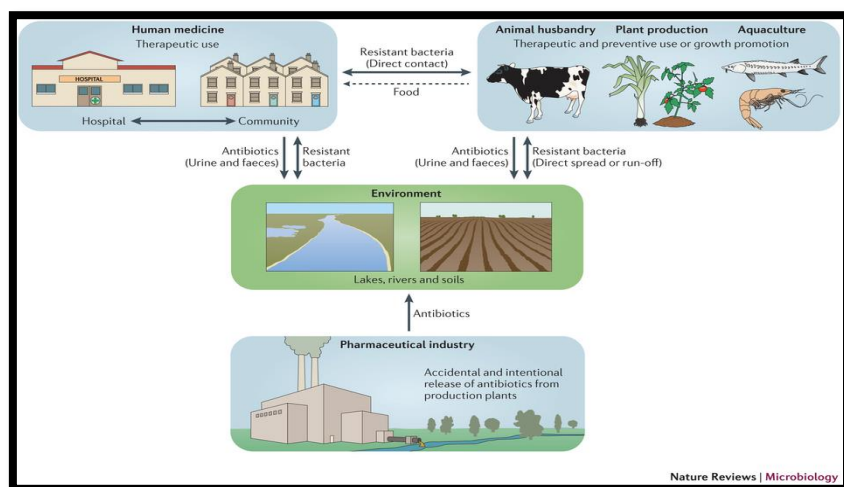 Human medicine
Therapeutic use
HOSPITAL
Hospital
Community
Resistant bacteria
(Direct contact)
Food
Animal husbandry
Plant production
Aquaculture
Therapeutic and preventive use or growth promotion
Antibiotics
(Urine and faeces)
Resistant
bacteria
Antibiotics
(Urine and faeces)
Resistant bacteria
(Direct spread or run-off)
Environment
Lakes, rivers and soils
Antibiotics
Pharmaceutical industry
Accidental and intentional
release of antibiotics from
production plants
Nature Reviews | Microbiology